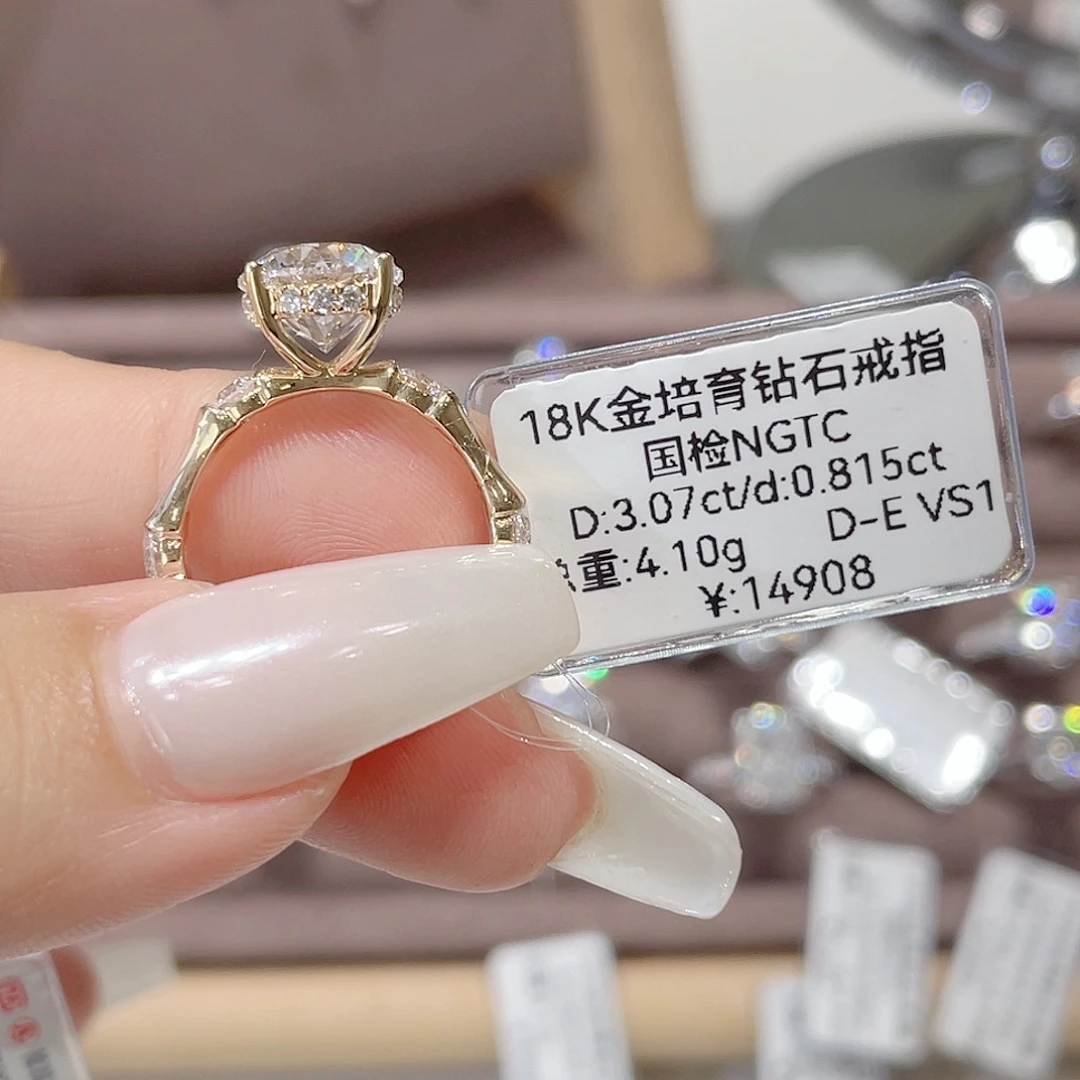 18K金培育钻石戒指
国检NGTC
D:3.07ct/d:0.815ct
D-E VS1
重:4.10g
¥:14908